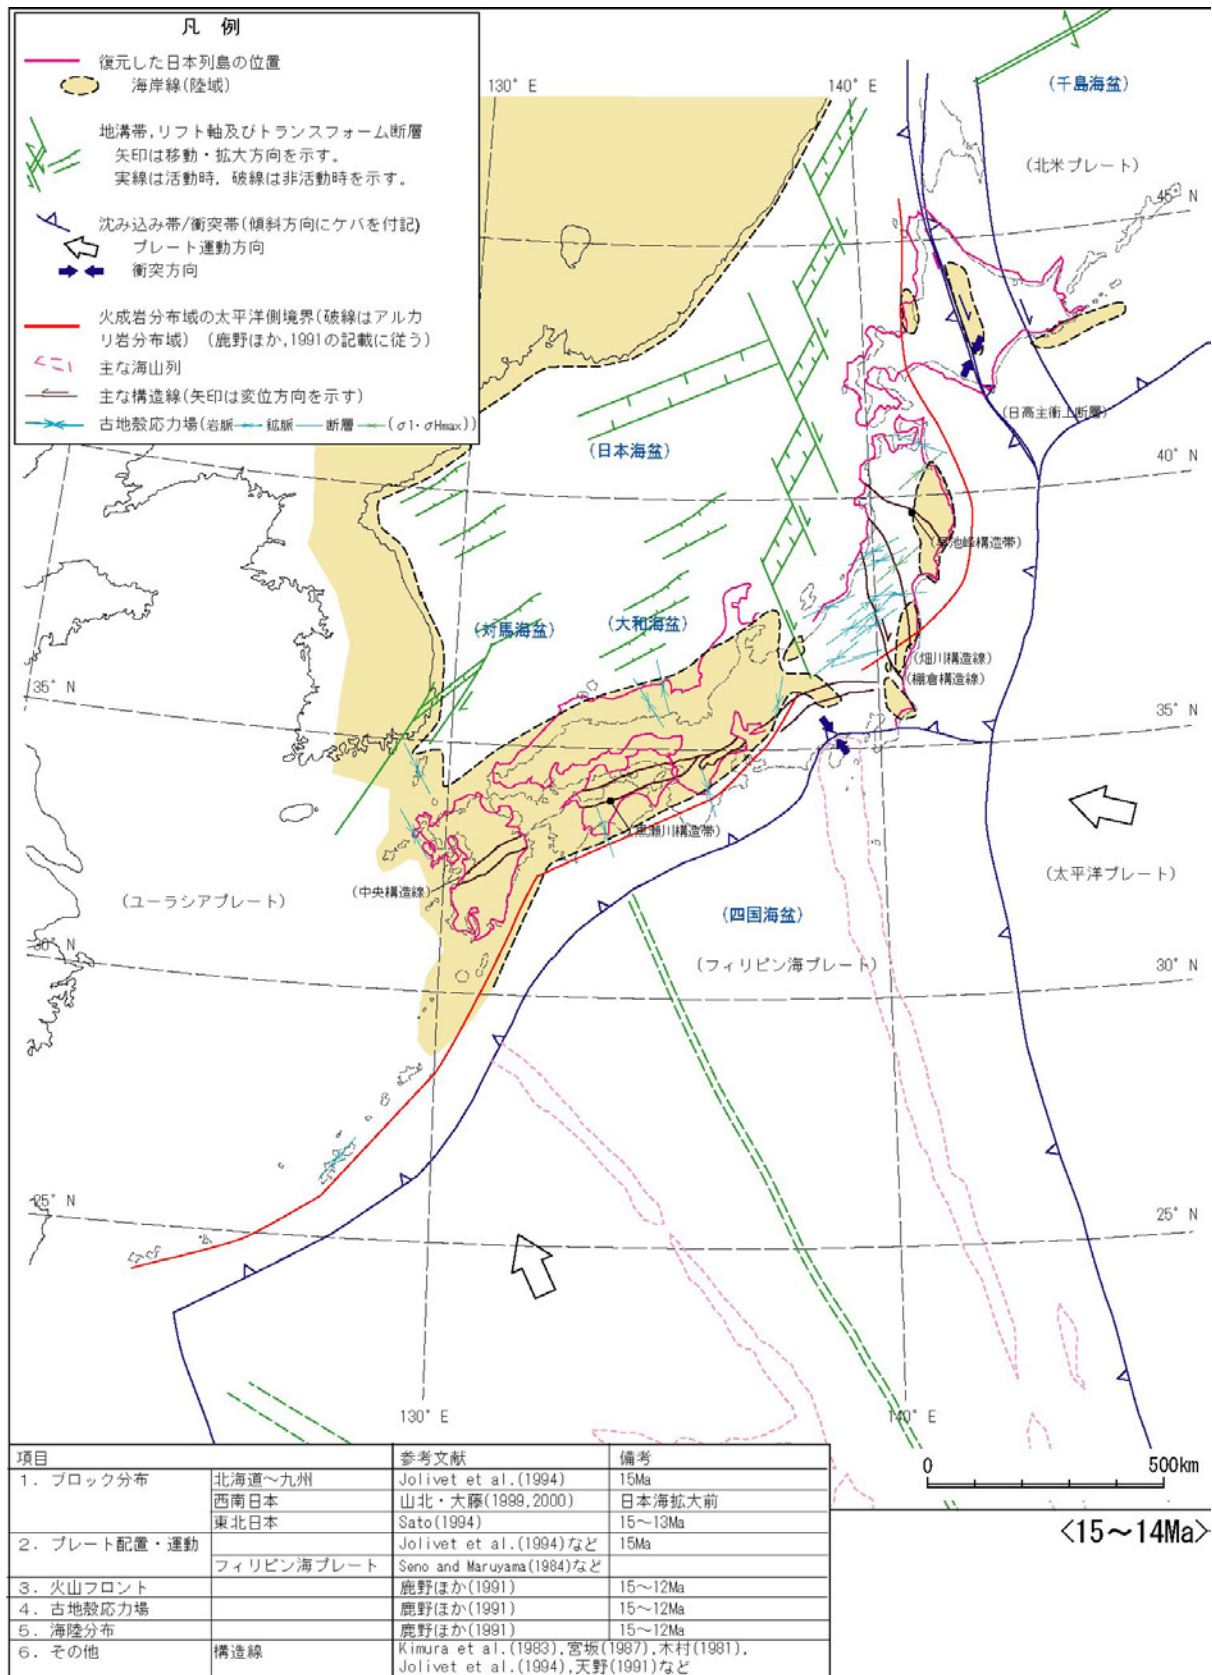 凡 例
復元した日本列島の位置
海岸線(陸域)
地溝帯,リフト軸及びトランスフォーム断層
矢印は移動・拡大方向を示す。
実線は活動時, 破線は非活動時を示す。
沈み込み帯/衝突帯(傾斜方向にケバを付記)
プレート運動方向
衝突方向
火成岩分布域の太平洋側境界(破線はアルカ
リ岩分布域) (鹿野ほか,1991の記載に従う)
主な海山列
主な構造線(矢印は変位方向を示す)
古地殻応力場(岩脈 鉱脈 断層 (σ1・σHmax))
130° E
140° E
(千島海盆)
(北米プレート)
45° N
(日高主衝上断層)
(日本海盆)
40° N
(早池峰構造帯)
(対馬海盆)
(大和海盆)
(畑川構造線)
(棚倉構造線)
35° N
35° N
(黒瀬川構造帯)
(中央構造線)
(ユーラシアプレート)
(太平洋プレート)
(四国海盆)
(フィリピン海プレート)
30° N
30° N
25° N
25° N
130° E
140° E
0 500km
<15～14Ma>
項目 参考文献 備考
1. ブロック分布 北海道～九州 Jolivet et al.(1994) 15Ma
西南日本 山北・大藤(1999,2000) 日本海拡大前
東北日本 Sato(1994) 15～13Ma
2. プレート配置・運動 Jolivet et al.(1994)など 15Ma
フィリピン海プレート Seno and Maruyama(1984)など
3. 火山フロント 鹿野ほか(1991) 15～12Ma
4. 古地殻応力場 鹿野ほか(1991) 15～12Ma
5. 海陸分布 鹿野ほか(1991) 15～12Ma
6. その他 構造線 Kimura et al.(1983),宮坂(1987),木村(1981),
Jolivet et al.(1994),天野(1991)など